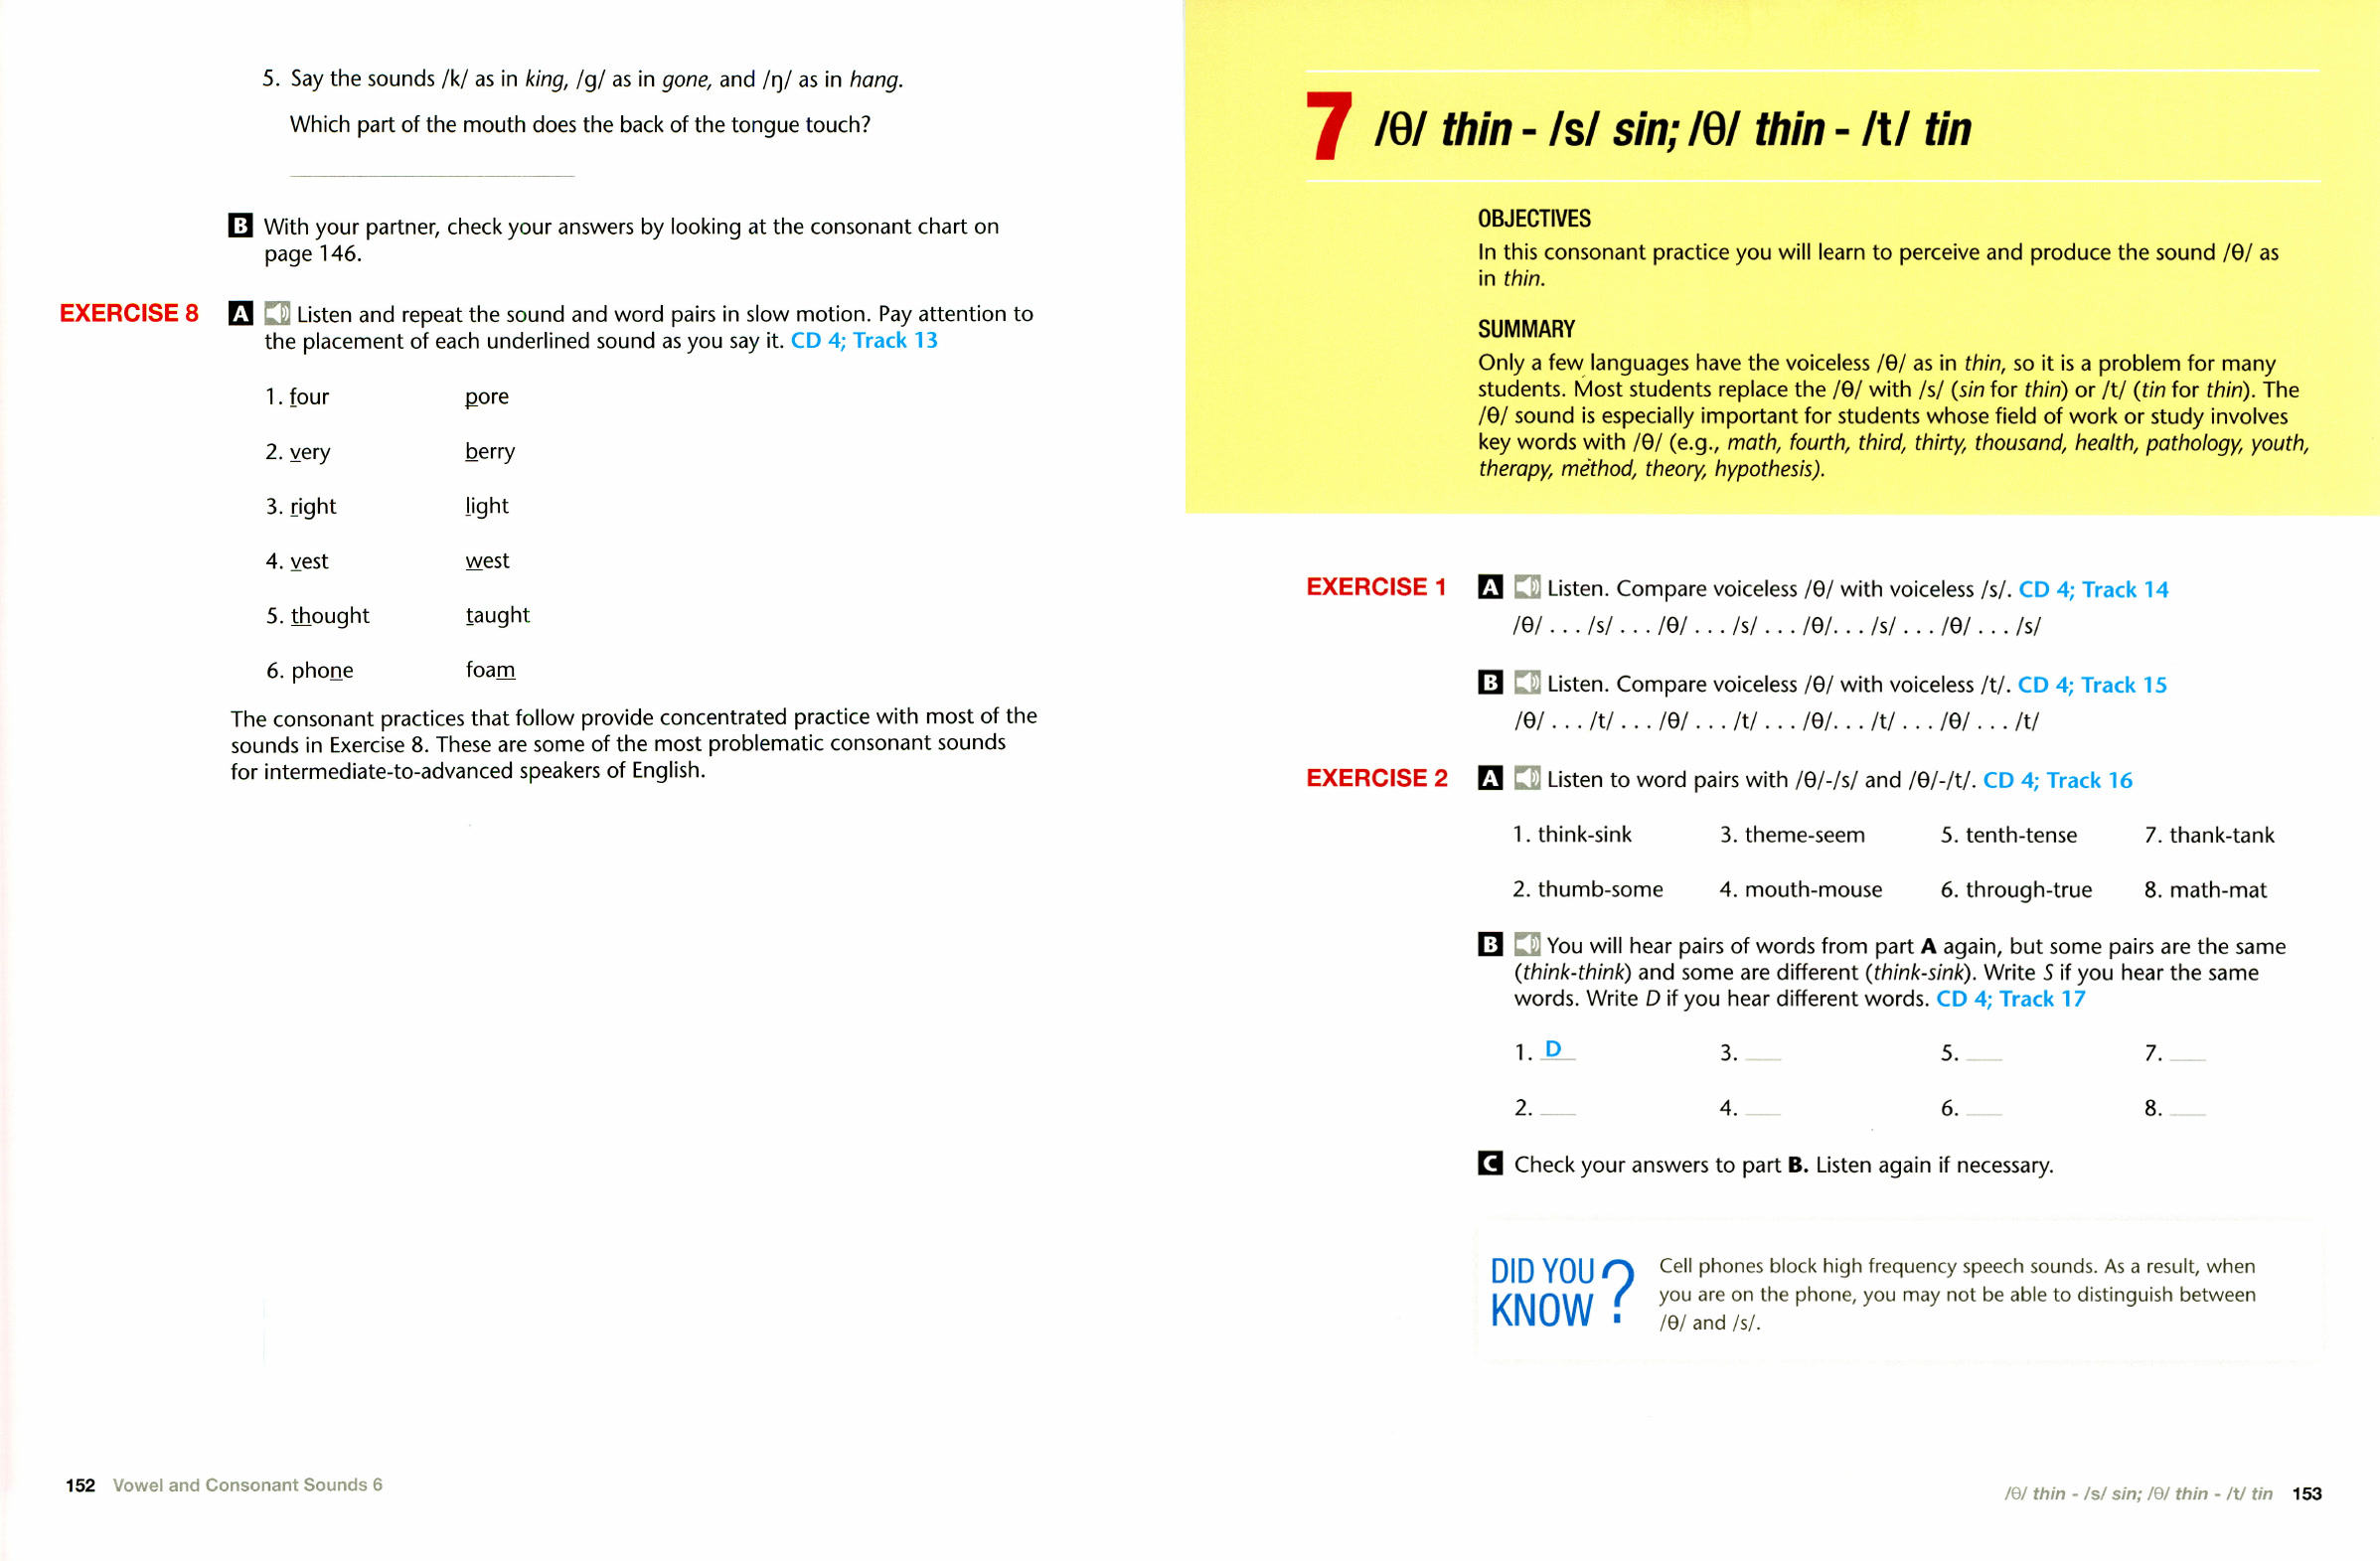 5. Say the sounds /k/ as in king, /g/ as in gone, and /ŋ/ as in hang.
Which part of the mouth does the back of the tongue touch?
B With your partner, check your answers by looking at the consonant chart on
page 146.
EXERCISE 8 A Listen and repeat the sound and word pairs in slow motion. Pay attention to
the placement of each underlined sound as you say it. CD 4; Track 13
1. four pore
2. very berry
3. right light
4. vest west
5. thought taught
6. phone foam
The consonant practices that follow provide concentrated practice with most of the
sounds in Exercise 8. These are some of the most problematic consonant sounds
for intermediate-to-advanced speakers of English.
152 Vowel and Consonant Sounds 6
7 /θ/ thin - /s/ sin; /θ/ thin - /t/ tin
OBJECTIVES
In this consonant practice you will learn to perceive and produce the sound /θ/ as
in thin.
SUMMARY
Only a few languages have the voiceless /θ/ as in thin, so it is a problem for many
students. Most students replace the /θ/ with /s/ (sin for thin) or /t/ (tin for thin). The
/θ/ sound is especially important for students whose field of work or study involves
key words with /θ/ (e.g., math, fourth, third, thirty, thousand, health, pathology, youth,
therapy, method, theory, hypothesis).
EXERCISE 1 A Listen. Compare voiceless /θ/ with voiceless /s/. CD 4; Track 14
/θ/ . . . /s/ . . . /θ/ . . . /s/ . . . /θ/. . . /s/ . . . /θ/ . . . /s/
B Listen. Compare voiceless /θ/ with voiceless /t/. CD 4; Track 15
/θ/ . . . /t/ . . . /θ/ . . . /t/ . . . /θ/. . . /t/ . . . /θ/ . . . /t/
EXERCISE 2 A Listen to word pairs with /θ/-/s/ and /θ/-/t/. CD 4; Track 16
1. think-sink 3. theme-seem 5. tenth-tense 7. thank-tank
2. thumb-some 4. mouth-mouse 6. through-true 8. math-mat
B You will hear pairs of words from part A again, but some pairs are the same
(think-think) and some are different (think-sink). Write S if you hear the same
words. Write D if you hear different words. CD 4; Track 17
1. D 3. 5. 7.
2. 4. 6. 8.
C Check your answers to part B. Listen again if necessary.
DID YOU KNOW?
Cell phones block high frequency speech sounds. As a result, when
you are on the phone, you may not be able to distinguish between
/θ/ and /s/.
/θ/ thin - /s/ sin; /θ/ thin - /t/ tin 153